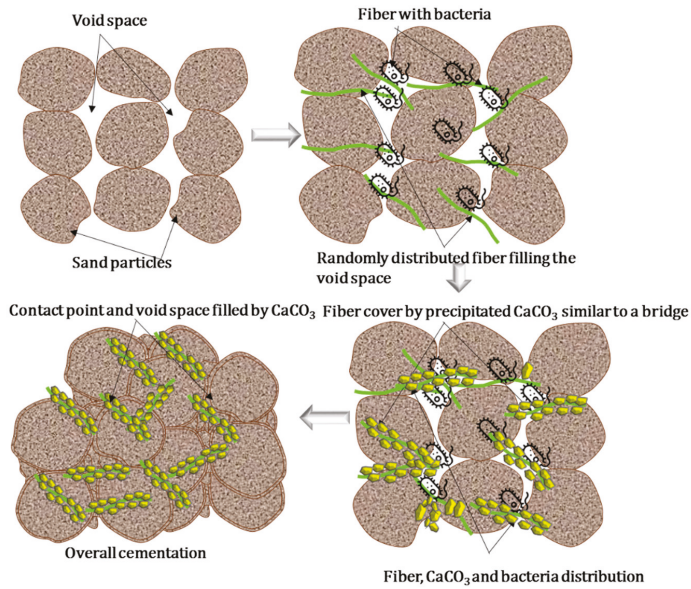 Void space
Fiber with bacteria
Sand particles
Randomly distributed fiber filling the
void space
Contact point and void space filled by CaCO₃
Fiber cover by precipitated CaCO₃ similar to a bridge
Overall cementation
Fiber, CaCO₃ and bacteria distribution